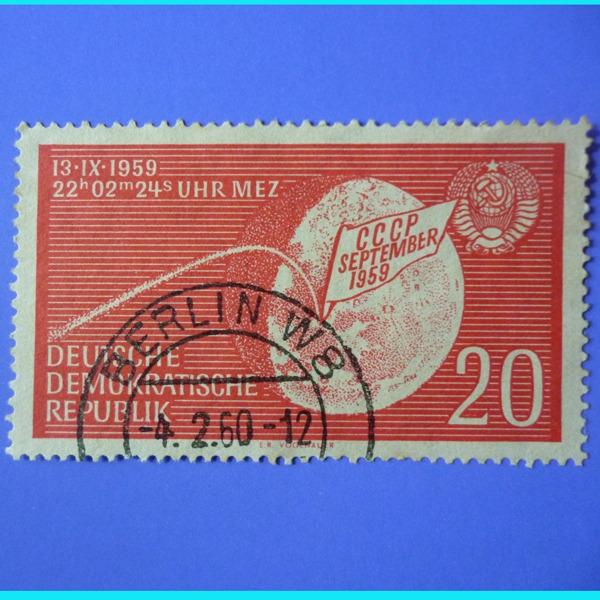 13·IX·1959
22ʰ02ᵐ24ˢ UHR MEZ
CCCP
SEPTEMBER
1959
DEUTSCHE
DEMOKRATISCHE
REPUBLIK
20
BERLIN W8
-4. 2.60-12